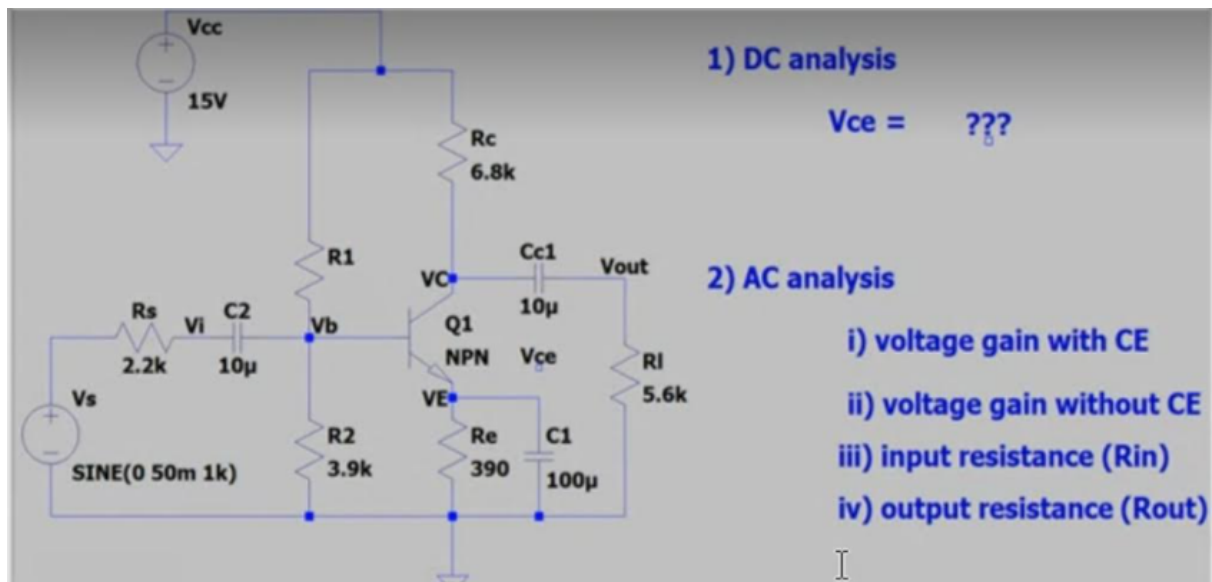 Vcc
15V
Rc
6.8k
R1
Cc1
10µ
Vout
VC
Rs
2.2k
Vi
C2
10µ
Vb
Q1
NPN
Vce
Rl
5.6k
Vs
SINE(0 50m 1k)
R2
3.9k
VE
Re
390
C1
100µ
1) DC analysis
Vce = ???
2) AC analysis
i) voltage gain with CE
ii) voltage gain without CE
iii) input resistance (Rin)
iv) output resistance (Rout)